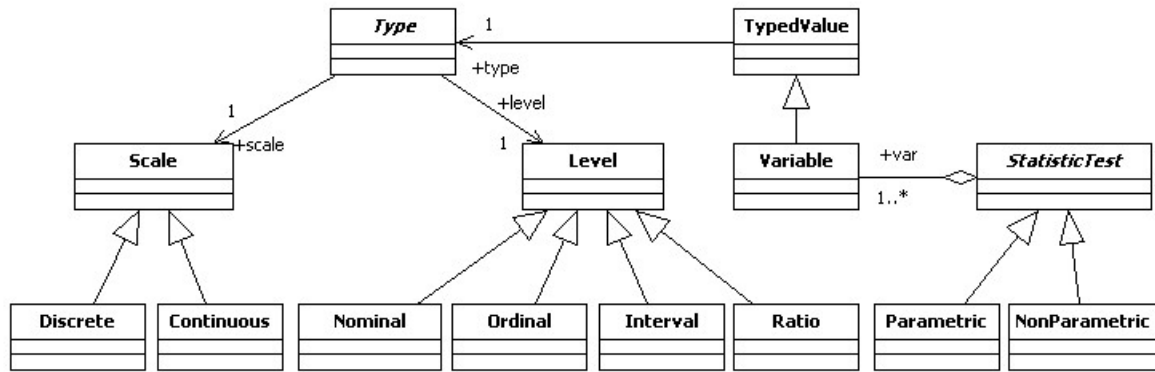 Type
TypedValue
1
+type
+level
1
+scale
1
Scale
Level
Variable
+var
1..*
StatisticTest
Discrete
Continuous
Nominal
Ordinal
Interval
Ratio
Parametric
NonParametric